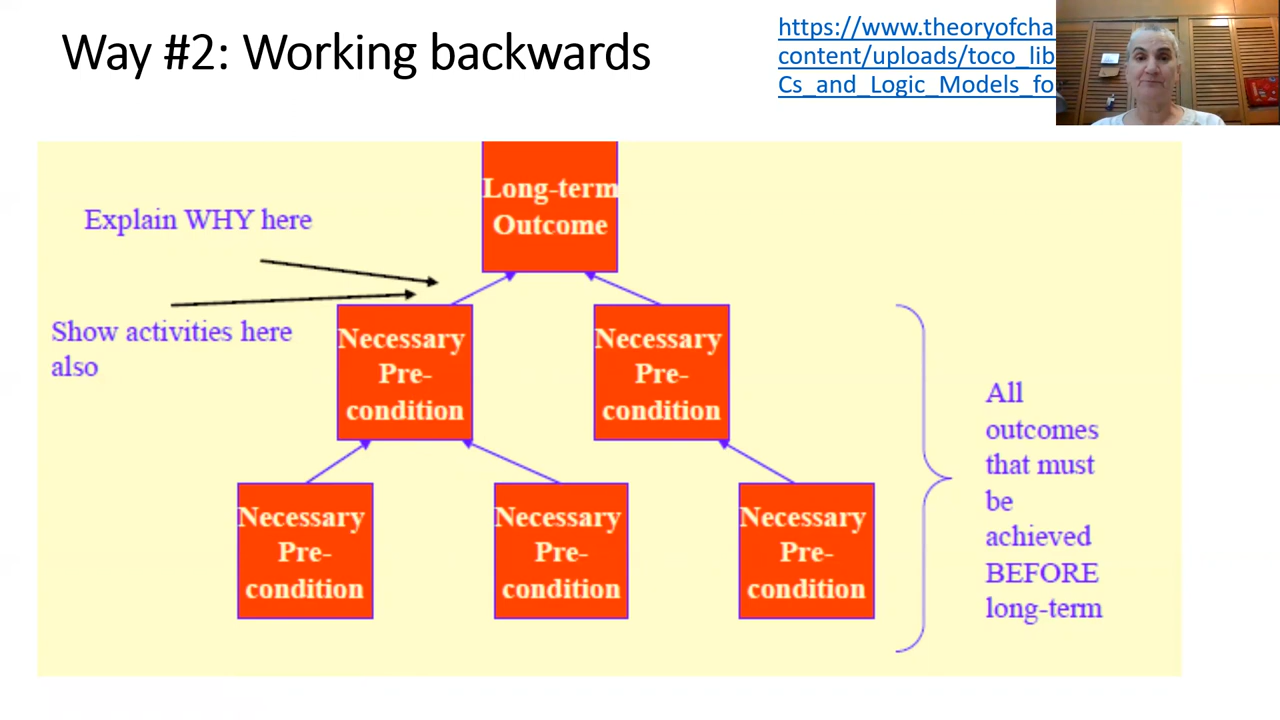 Way #2: Working backwards
https://www.theoryofcha
content/uploads/toco_lib
Cs_and_Logic_Models_fo
Long-term
Outcome
Explain WHY here
Show activities here
also
Necessary
Pre-
condition
Necessary
Pre-
condition
Necessary
Pre-
condition
Necessary
Pre-
condition
Necessary
Pre-
condition
All
outcomes
that must
be
achieved
BEFORE
long-term